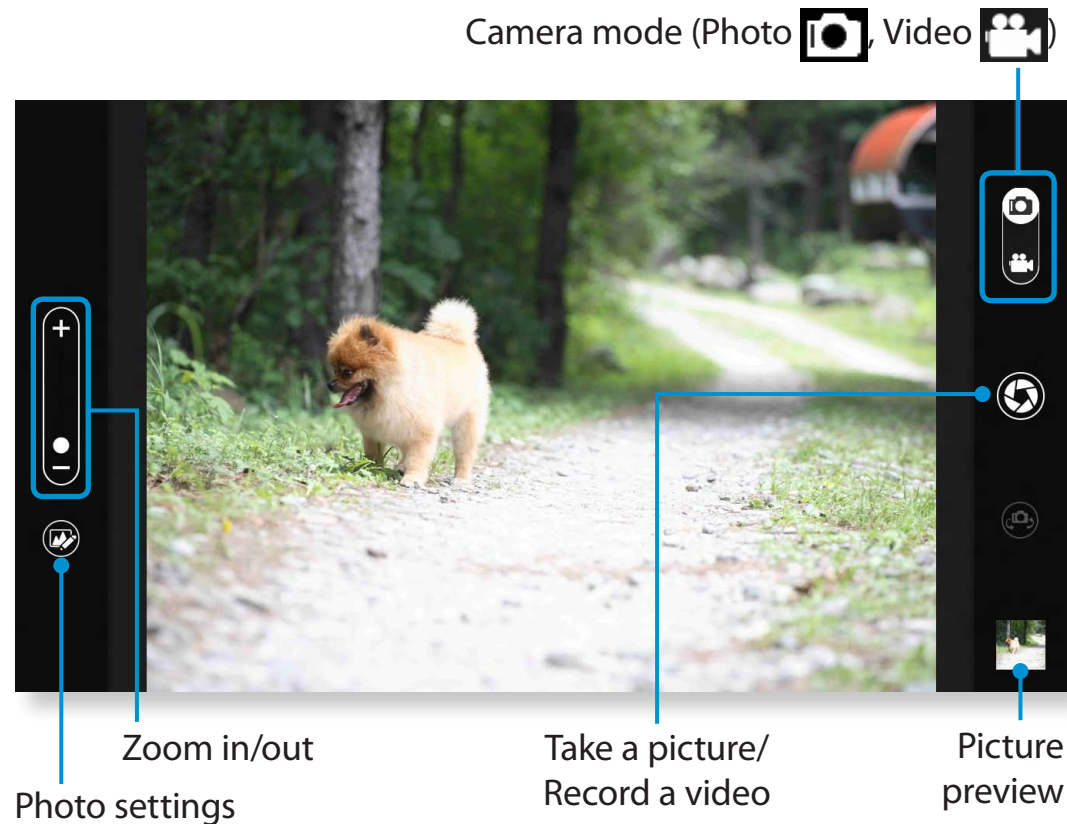 Camera mode (Photo , Video )
Zoom in/out
Take a picture/
Record a video
Picture
preview
Photo settings